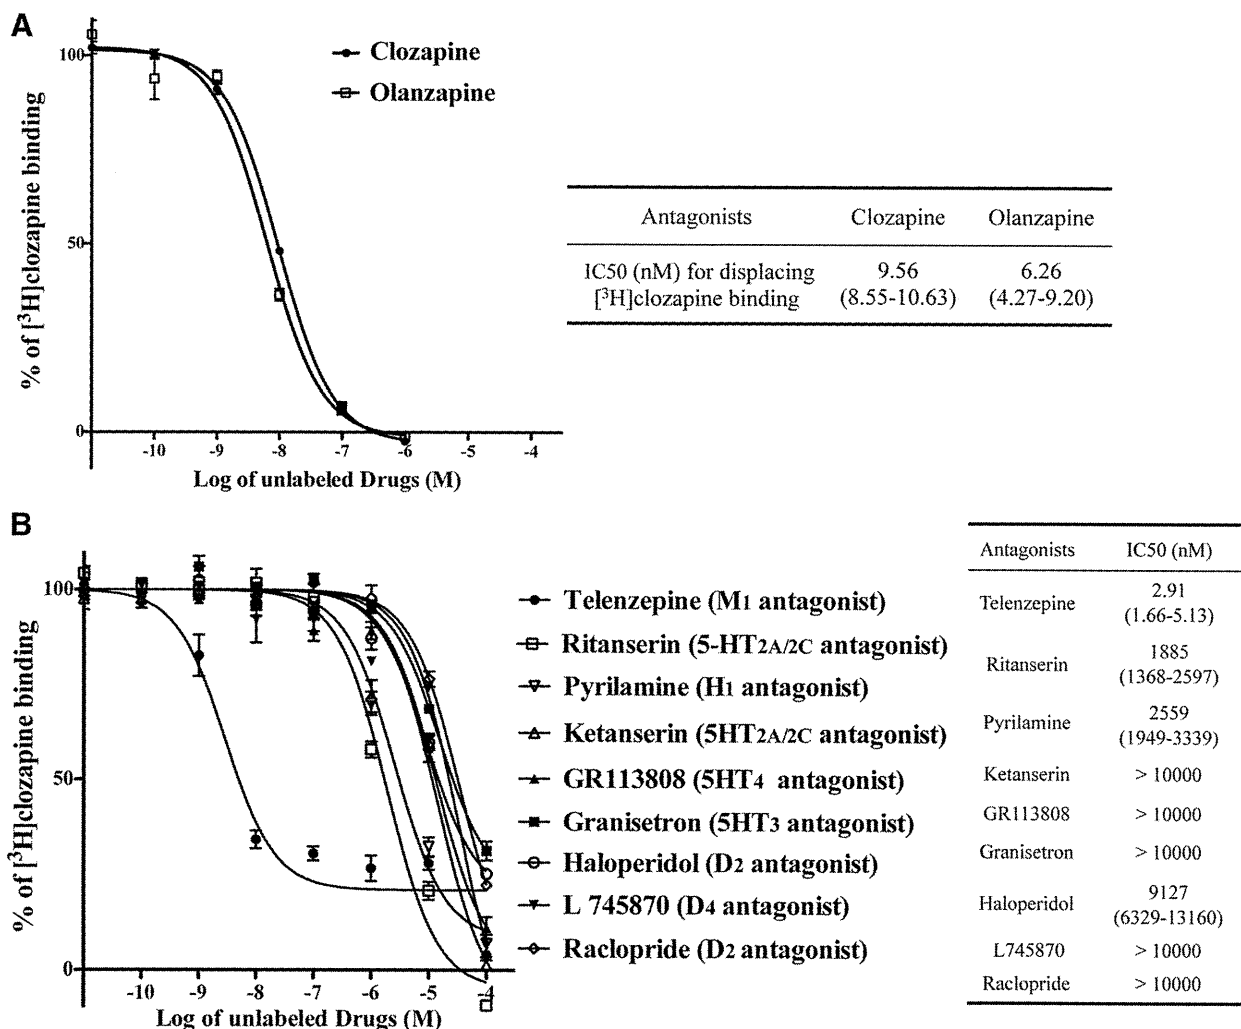 A
Clozapine
Olanzapine
% of [³H]clozapine binding
100
50
0
-10 -9 -8 -7 -6 -5 -4
Log of unlabeled Drugs (M)
Antagonists Clozapine Olanzapine
IC50 (nM) for displacing [³H]clozapine binding 9.56 6.26
(8.55-10.63) (4.27-9.20)
B
% of [³H]clozapine binding
100
50
0
-10 -9 -8 -7 -6 -5 -4
Log of unlabeled Drugs (M)
Telenzepine (M1 antagonist)
Ritanserin (5-HT2A/2C antagonist)
Pyrilamine (H1 antagonist)
Ketanserin (5HT2A/2C antagonist)
GR113808 (5HT4 antagonist)
Granisetron (5HT3 antagonist)
Haloperidol (D2 antagonist)
L 745870 (D4 antagonist)
Raclopride (D2 antagonist)
Antagonists IC50 (nM)
Telenzepine 2.91
(1.66-5.13)
Ritanserin 1885
(1368-2597)
Pyrilamine 2559
(1949-3339)
Ketanserin > 10000
GR113808 > 10000
Granisetron > 10000
Haloperidol 9127
(6329-13160)
L745870 > 10000
Raclopride > 10000